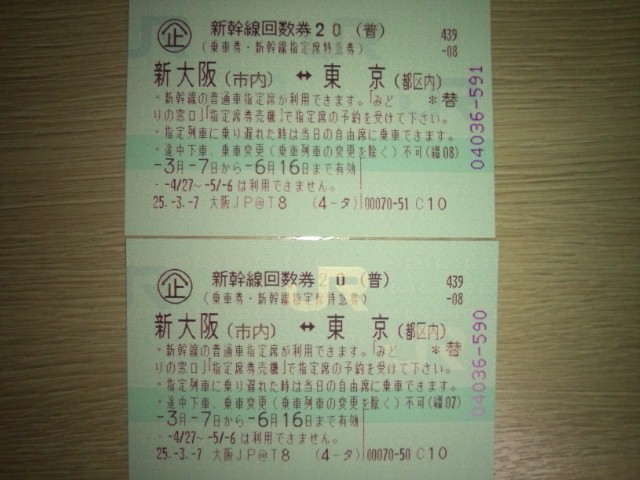 企 新幹線回数券20 (普) 439
(乗車券・新幹線指定席特急券) -08
新大阪(市内) ↔ 東 京(都区内)
・新幹線の普通車指定席が利用できます。「みど *替
りの窓口」「指定席券売機」で指定席の予約を受けて下さい。
・指定列車に乗り遅れた時は当日の自由席に乗車できます。
・途中下車、乗車変更(乗車列車の変更を除く)不可(綴08)
-3月-7日から-6月16日まで有効
・-4/27~-5/-6は利用できません。
25.-3.-7 大阪JP@T8 (4-タ) 00070-51 C10
04036-591
企 新幹線回数券20 (普) 439
(乗車券・新幹線指定席特急券) -08
新大阪(市内) ↔ 東 京(都区内)
・新幹線の普通車指定席が利用できます。「みど *替
りの窓口」「指定席券売機」で指定席の予約を受けて下さい。
・指定列車に乗り遅れた時は当日の自由席に乗車できます。
・途中下車、乗車変更(乗車列車の変更を除く)不可(綴07)
-3月-7日から-6月16日まで有効
・-4/27~-5/-6は利用できません。
25.-3.-7 大阪JP@T8 (4-タ) 00070-50 C10
04036-590
JR